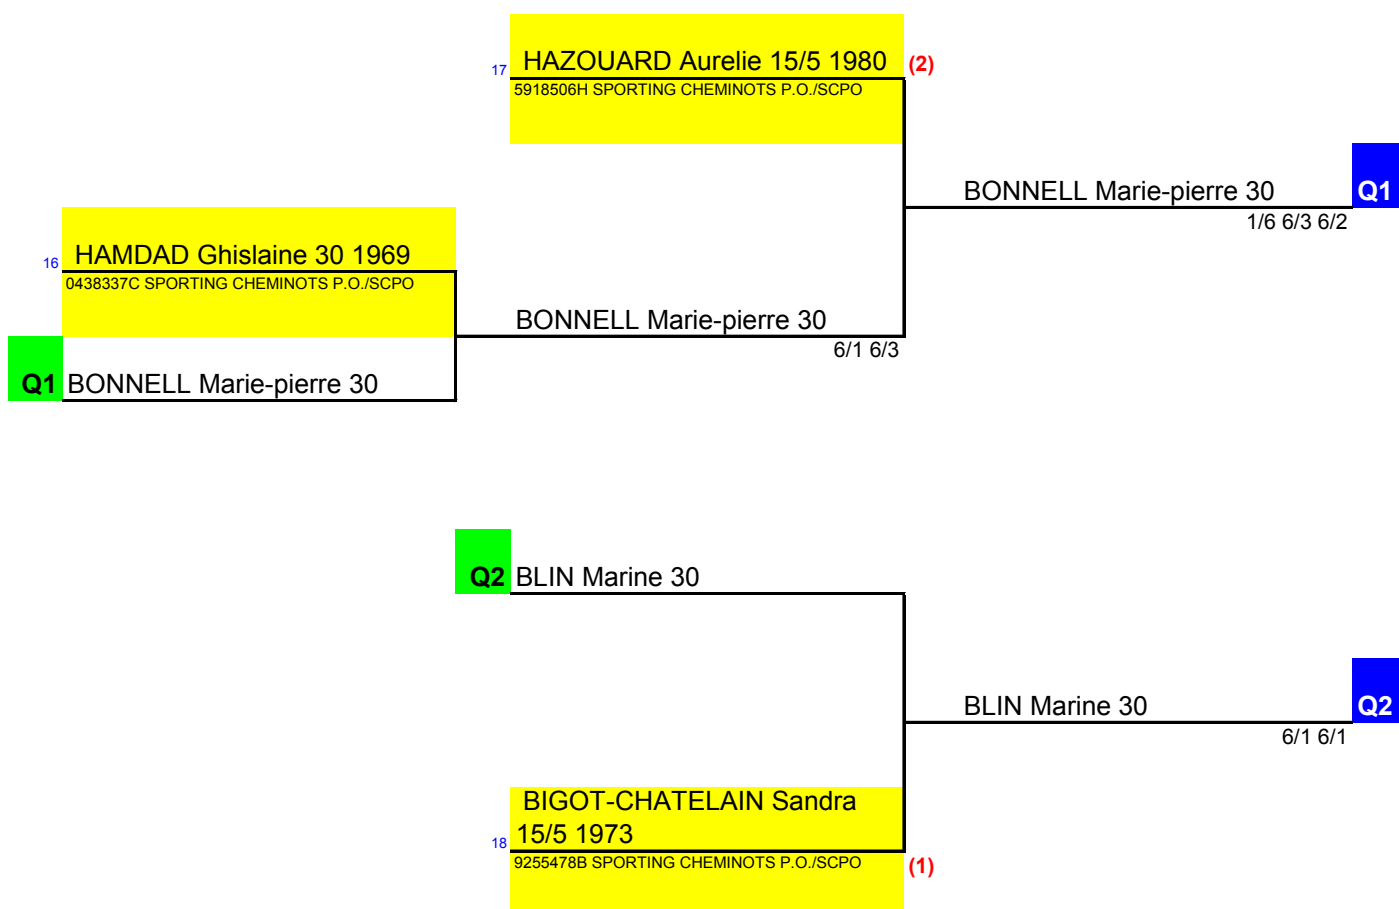 17 HAZOUARD Aurelie 15/5 1980 (2)
5918506H SPORTING CHEMINOTS P.O./SCPO
BONNELL Marie-pierre 30 Q1
1/6 6/3 6/2
16 HAMDAD Ghislaine 30 1969
0438337C SPORTING CHEMINOTS P.O./SCPO
BONNELL Marie-pierre 30
6/1 6/3
Q1 BONNELL Marie-pierre 30
Q2 BLIN Marine 30
BLIN Marine 30 Q2
6/1 6/1
BIGOT-CHATELAIN Sandra
18 15/5 1973
9255478B SPORTING CHEMINOTS P.O./SCPO (1)